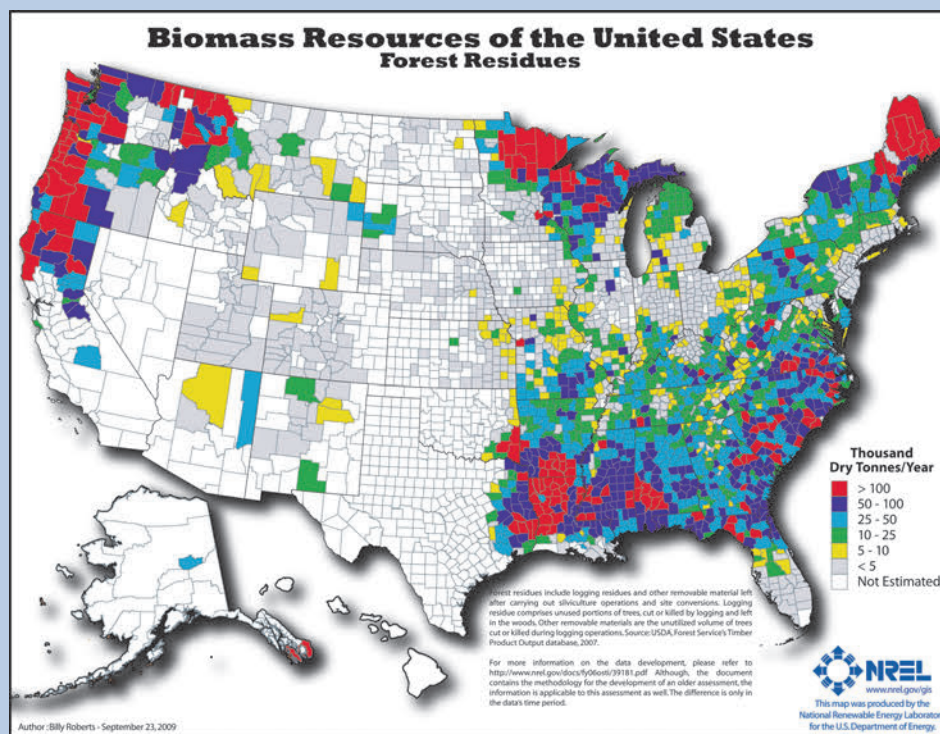 Biomass Resources of the United States
Forest Residues
Thousand
Dry Tonnes/Year
> 100
50 - 100
25 - 50
10 - 25
5 - 10
< 5
Not Estimated
Forest residues include logging residues and other removable material left
after carrying out silviculture operations and site conversions. Logging
residue comprises unused portions of trees, cut or killed by logging and left
in the woods. Other removable materials are the unutilized volume of trees
cut or killed during logging operations. Source: USDA, Forest Service's Timber
Product Output database, 2007.
For more information on the data development, please refer to
http://www.nrel.gov/docs/fy06osti/39181.pdf Although, the document
contains the methodology for the development of an older assessment, the
information is applicable to this assessment as well. The difference is only in
the data's time period.
NREL
www.nrel.gov/gis
This map was produced by the
National Renewable Energy Laborator
for the U.S. Department of Energy.
Author : Billy Roberts - September 23, 2009